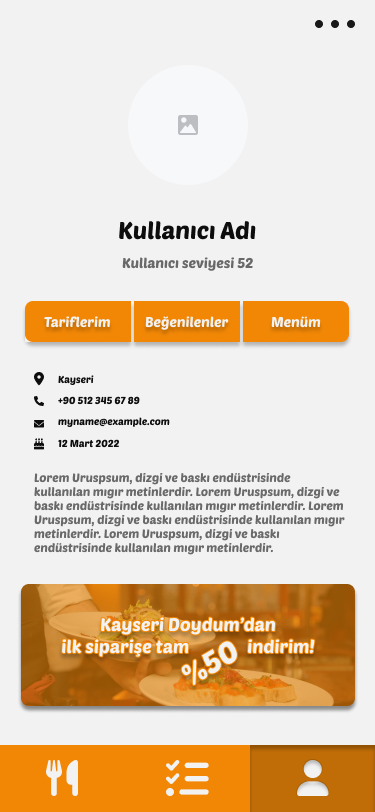 Kullanıcı Adı
Kullanıcı seviyesi 52
Tariflerim
Beğenilenler
Menüm
Kayseri
+90 512 345 67 89
myname@example.com
12 Mart 2022
Lorem Uruspsum, dizgi ve baskı endüstrisinde
kullanılan mıgır metinlerdir. Lorem Uruspsum, dizgi ve
baskı endüstrisinde kullanılan mıgır metinlerdir. Lorem
Uruspsum, dizgi ve baskı endüstrisinde kullanılan mıgır
metinlerdir. Lorem Uruspsum, dizgi ve baskı
endüstrisinde kullanılan mıgır metinlerdir.
Kayseri Doydum’dan
ilk siparişe tam %50 indirim!